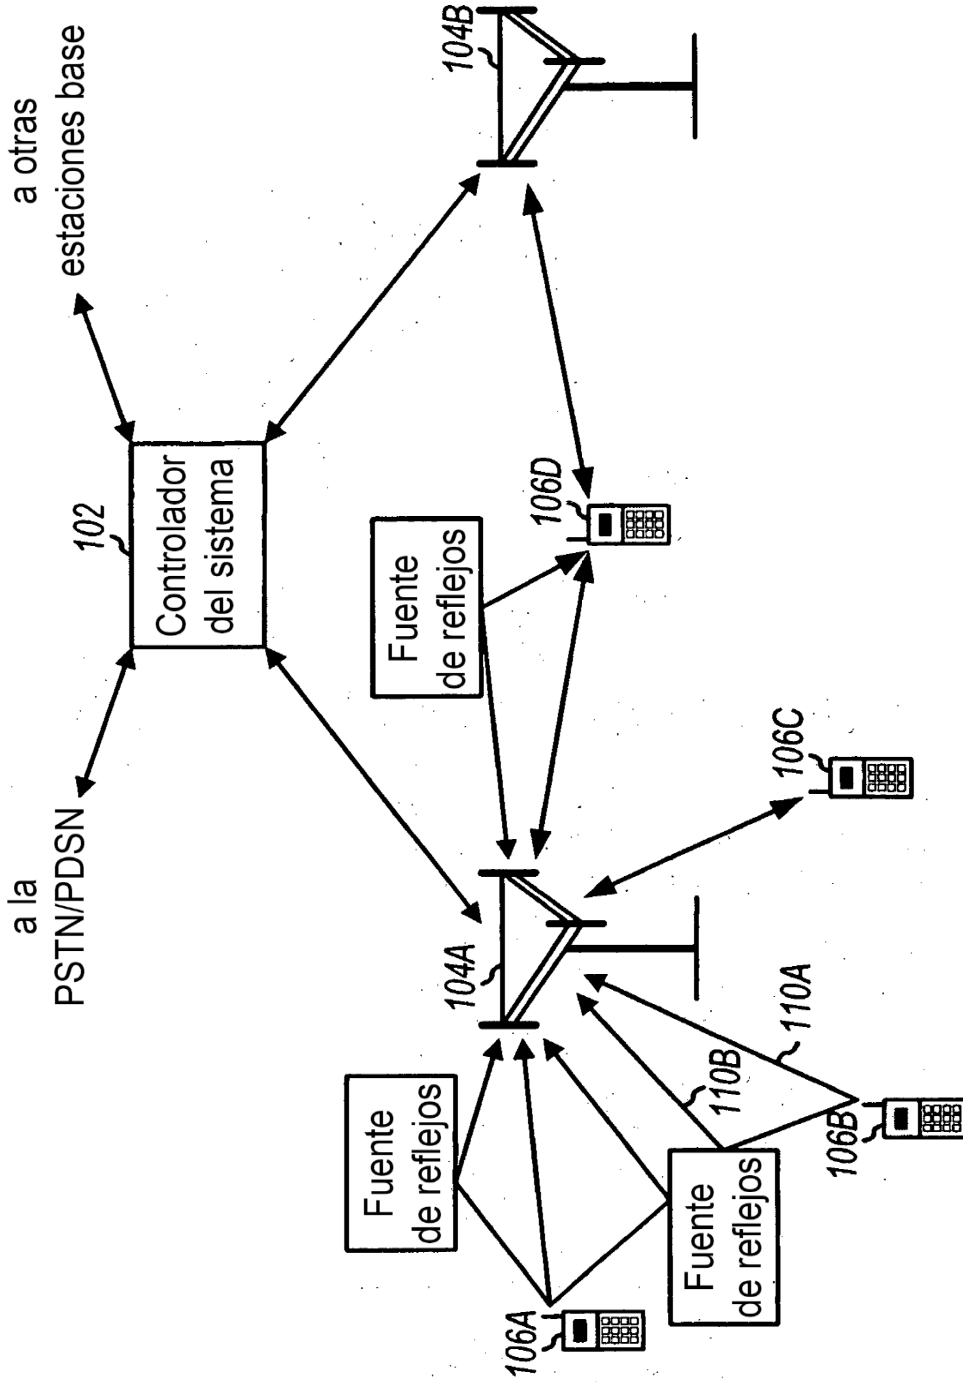 a la
PSTN/PDSN
a otras
estaciones base
102
Controlador
del sistema
104A
104B
Fuente
de reflejos
Fuente
de reflejos
106D
106A
110B
110A
Fuente
de reflejos
106B
106C